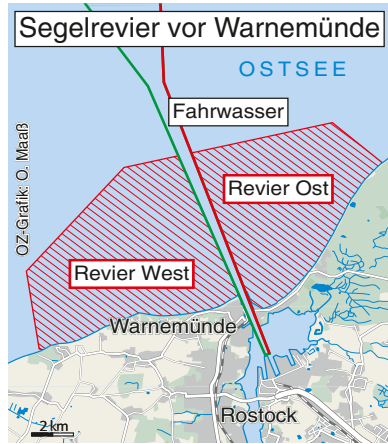 Segelrevier vor Warnemünde
OSTSEE
Fahrwasser
Revier Ost
OZ-Grafik: O. Maaß
Revier West
Warnemünde
2 km
Rostock